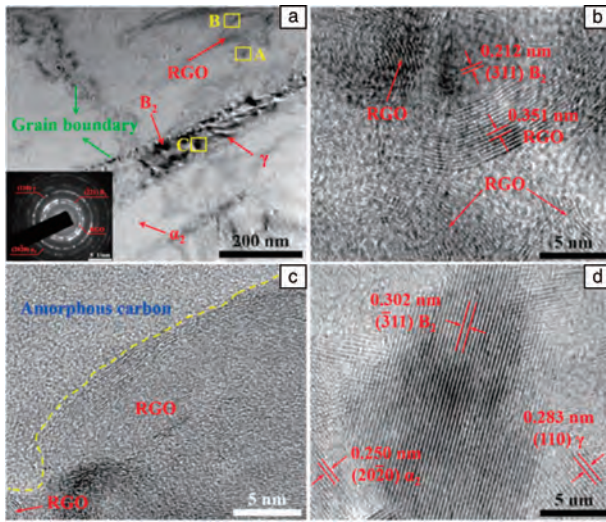 a
B
A
RGO
Grain boundary
B₂
C
γ
α₂
200 nm
b
0.212 nm
(311) B₂
RGO
0.351 nm
RGO
RGO
5 nm
c
Amorphous carbon
RGO
RGO
5 nm
d
0.302 nm
(3̅11) B₂
0.283 nm
(110) γ
0.250 nm
(202̅0) α₂
5 nm